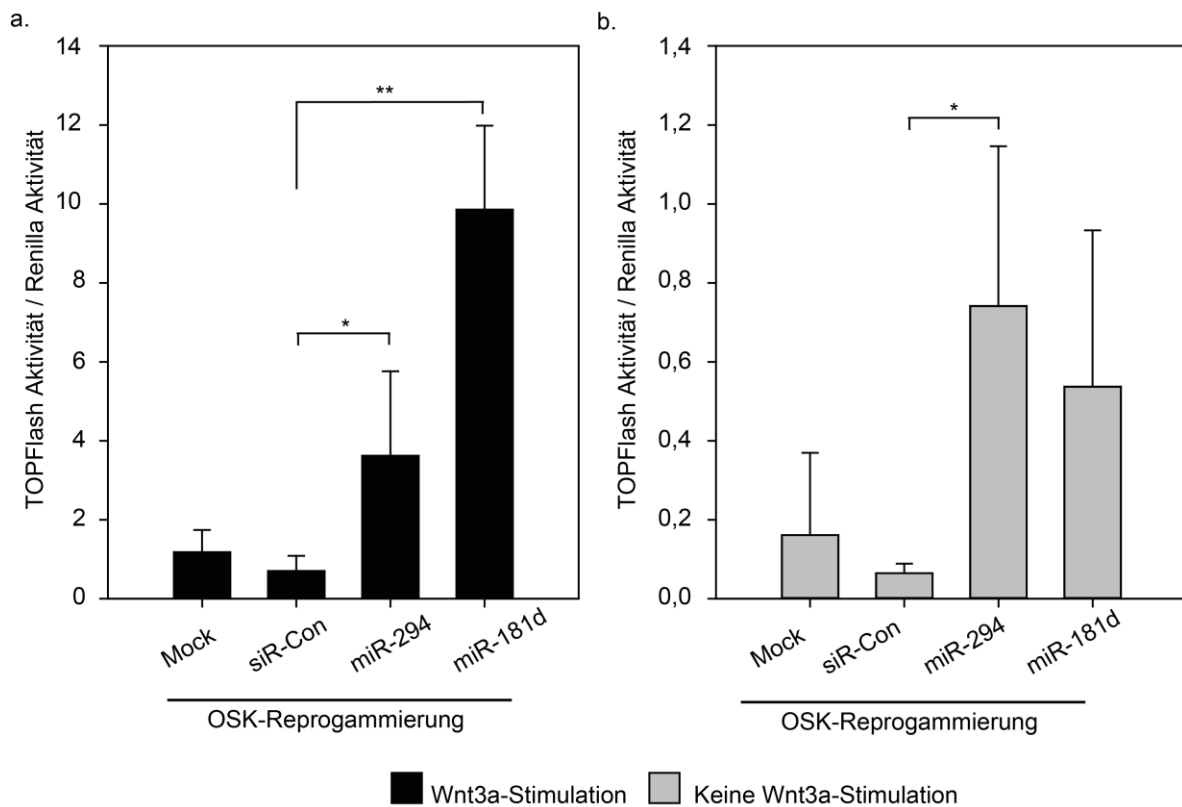 a.
TOPFlash Aktivität / Renilla Aktivität
14
12
10
8
6
4
2
0
**
*
Mock
siR-Con
miR-294
miR-181d
OSK-Reprogammierung
b.
TOPFlash Aktivität / Renilla Aktivität
1,4
1,2
1,0
0,8
0,6
0,4
0,2
0,0
*
Mock
siR-Con
miR-294
miR-181d
OSK-Reprogammierung
Wnt3a-Stimulation
Keine Wnt3a-Stimulation